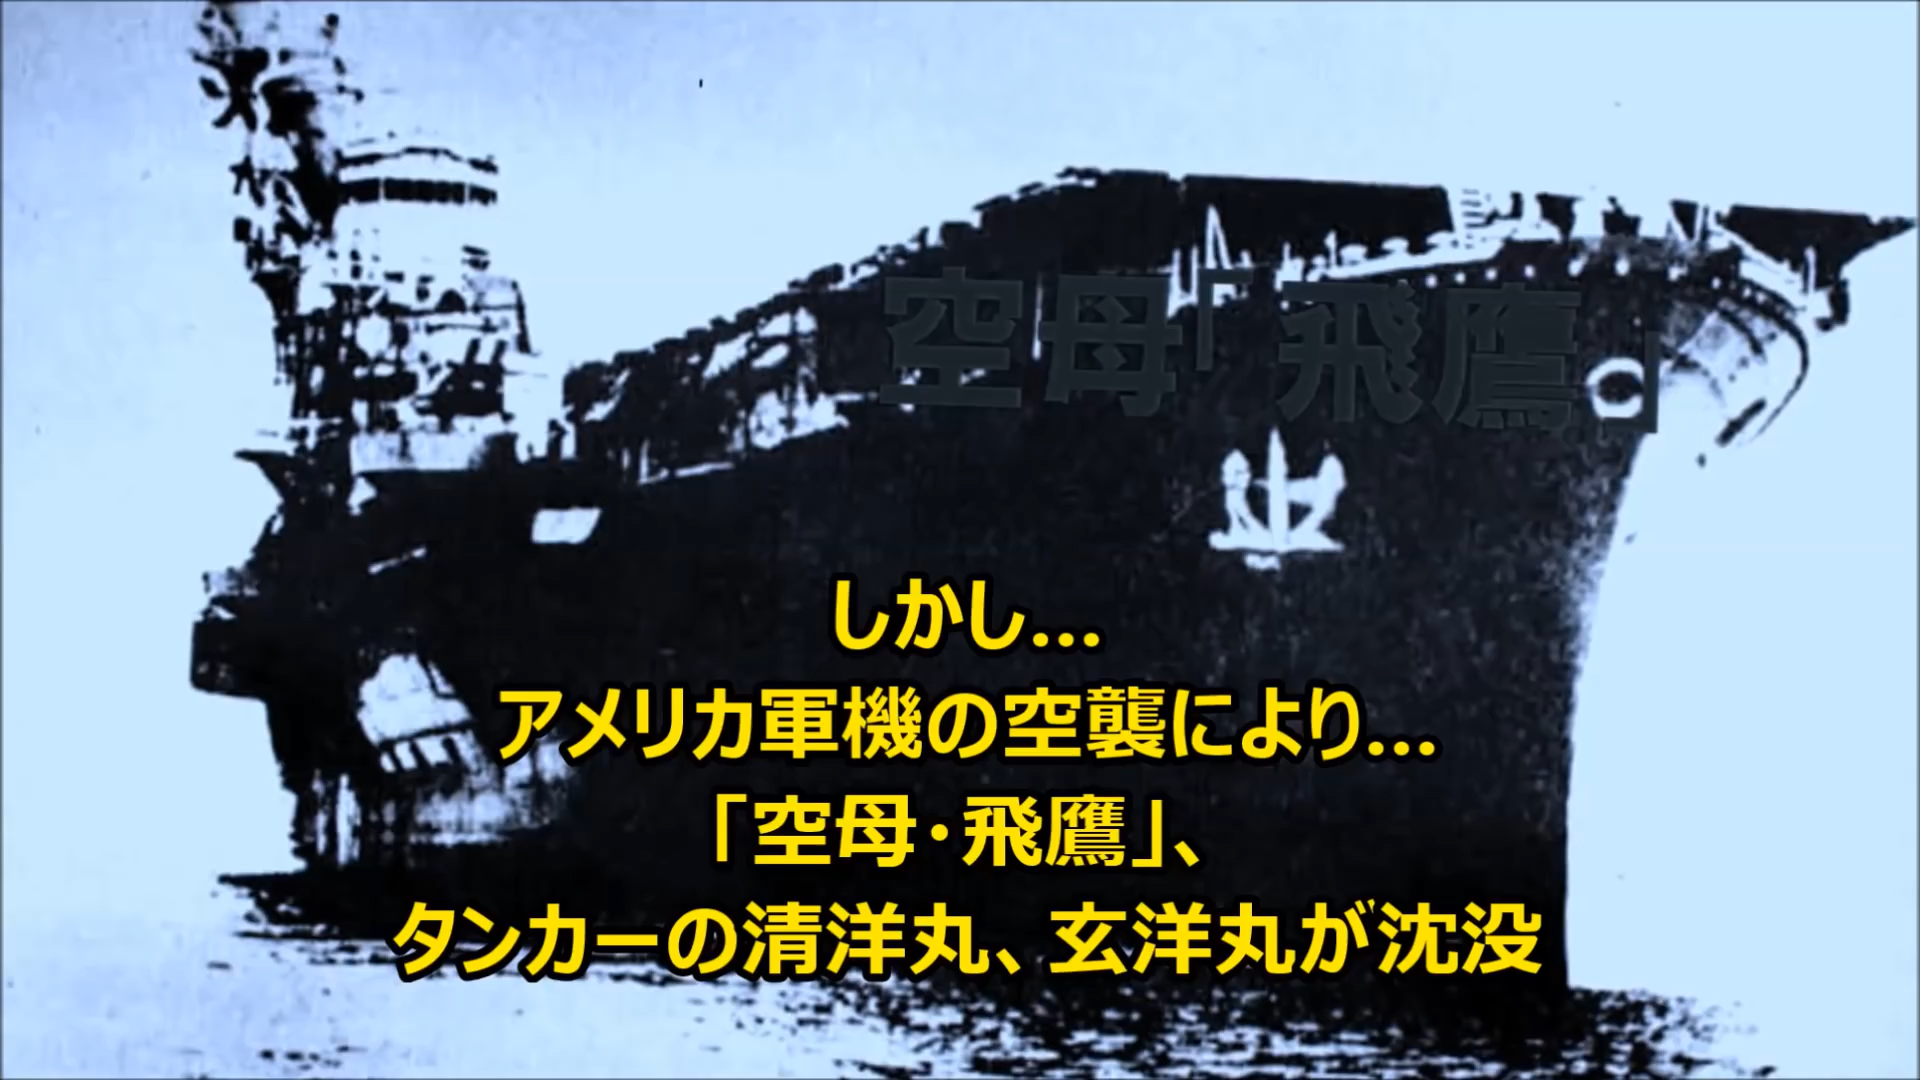 空母「飛鷹」
しかし…
アメリカ軍機の空襲により…
「空母・飛鷹」、
タンカーの清洋丸、玄洋丸が沈没